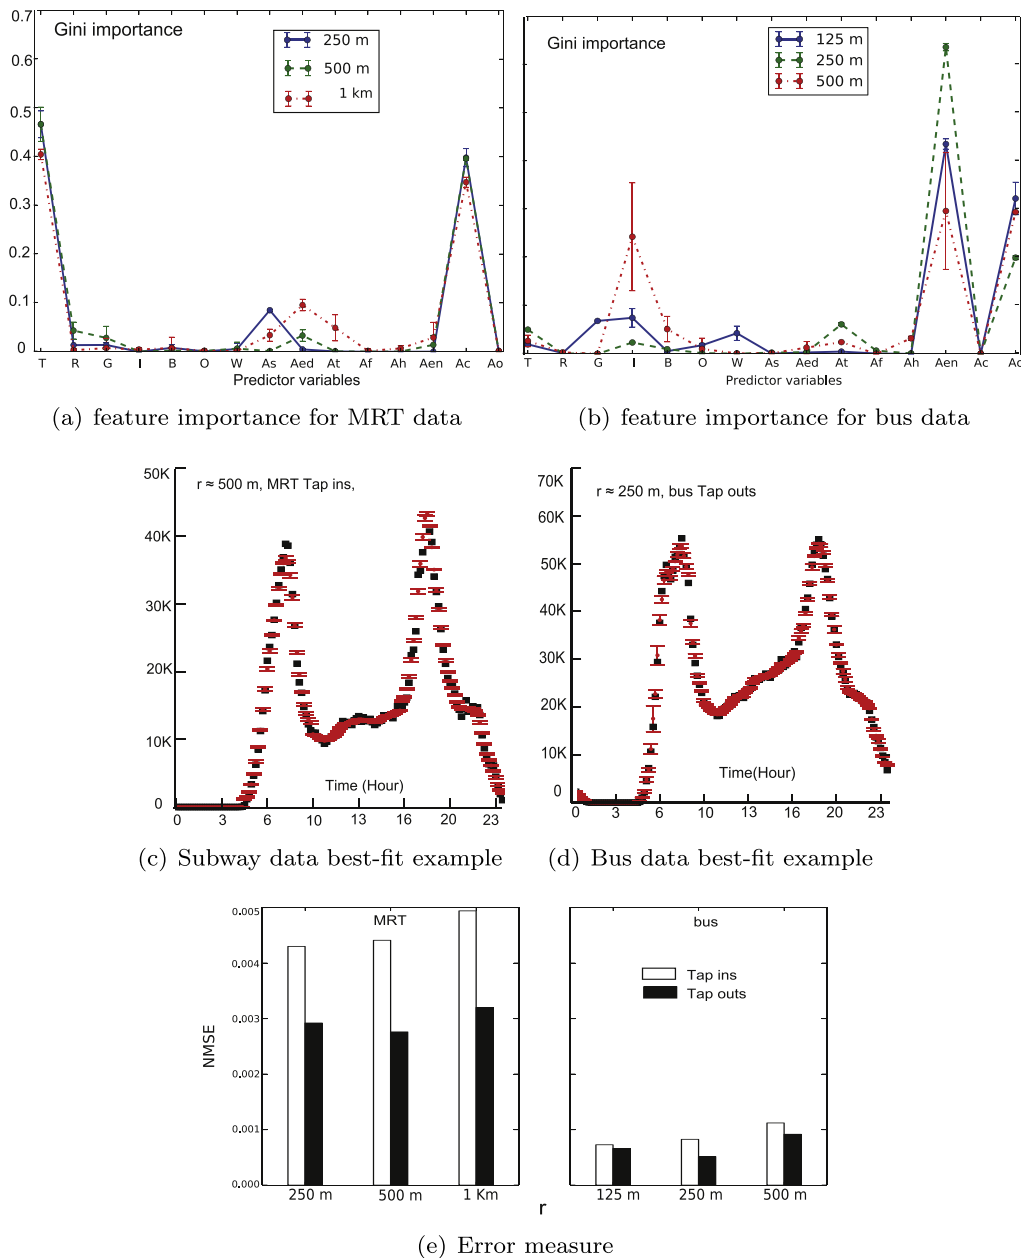 0.7
0.6
0.5
0.4
0.3
0.2
0.1
0
Gini importance
250 m
500 m
1 km
T R G I B O W As Aed At Af Ah Aen Ac Ao
Predictor variables
(a) feature importance for MRT data
Gini importance
125 m
250 m
500 m
T R G I B O W As Aed At Af Ah Aen Ac
Predictor variables
(b) feature importance for bus data
50K
40K
30K
20K
10K
0
r ≈ 500 m, MRT Tap ins,
Time (Hour)
0 3 6 10 13 16 20 23
(c) Subway data best-fit example
70K
60K
50K
40K
30K
20K
10K
0
r ≈ 250 m, bus Tap outs
Time(Hour)
0 3 6 10 13 16 20 23
(d) Bus data best-fit example
0.005
0.004
0.003
0.002
0.001
0.000
NMSE
MRT
250 m 500 m 1 Km
bus
Tap ins
Tap outs
125 m 250 m 500 m
r
(e) Error measure